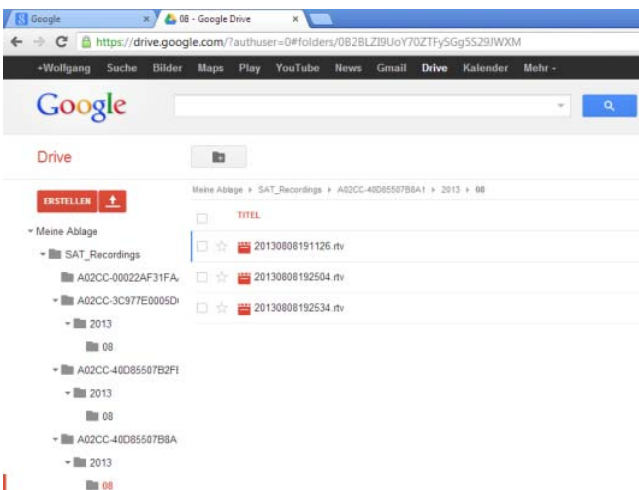 Google
08 - Google Drive
https://drive.google.com/?authuser=0#folders/0B2BLZI9UoY70ZTFySGg5S29JWXM
+Wolfgang Suche Bilder Maps Play YouTube News Gmail Drive Kalender Mehr
Google
Drive
Meine Ablage SAT_Recordings A02CC-40D85507B8A1 2013 08
ERSTELLEN
TITEL
Meine Ablage
20130808191126.rtv
SAT_Recordings
A02CC-00022AF31FA
20130808192504.rtv
A02CC-3C977E0005D
20130808192534.rtv
2013
08
A02CC-40D85507B2FE
2013
08
A02CC-40D85507B8A
2013
08